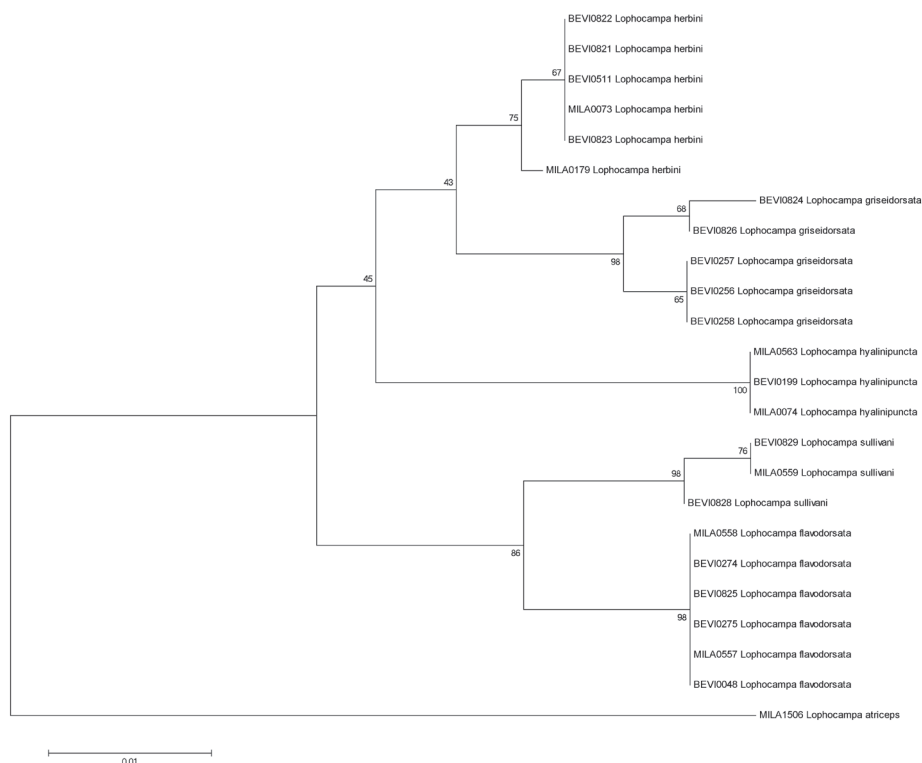 BEVI0822 Lophocampa herbini
BEVI0821 Lophocampa herbini
67
BEVI0511 Lophocampa herbini
MILA0073 Lophocampa herbini
75
BEVI0823 Lophocampa herbini
MILA0179 Lophocampa herbini
43
BEVI0824 Lophocampa griseidorsata
68
BEVI0826 Lophocampa griseidorsata
98
BEVI0257 Lophocampa griseidorsata
45
BEVI0256 Lophocampa griseidorsata
65
BEVI0258 Lophocampa griseidorsata
MILA0563 Lophocampa hyalinipuncta
BEVI0199 Lophocampa hyalinipuncta
100
MILA0074 Lophocampa hyalinipuncta
BEVI0829 Lophocampa sullivani
76
MILA0559 Lophocampa sullivani
98
BEVI0828 Lophocampa sullivani
MILA0558 Lophocampa flavodorsata
86
BEVI0274 Lophocampa flavodorsata
BEVI0825 Lophocampa flavodorsata
98
BEVI0275 Lophocampa flavodorsata
MILA0557 Lophocampa flavodorsata
BEVI0048 Lophocampa flavodorsata
MILA1506 Lophocampa atriceps
0.01